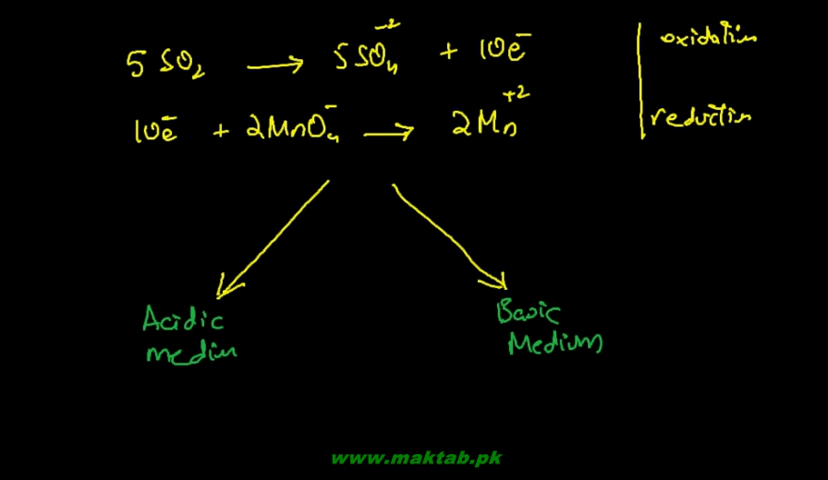 5 SO₂ → 5 SO₄⁻² + 10e⁻ oxidation
10e⁻ + 2MnO₄⁻ → 2Mn⁺² reduction
Acidic Basic
medium Medium
www.maktab.pk